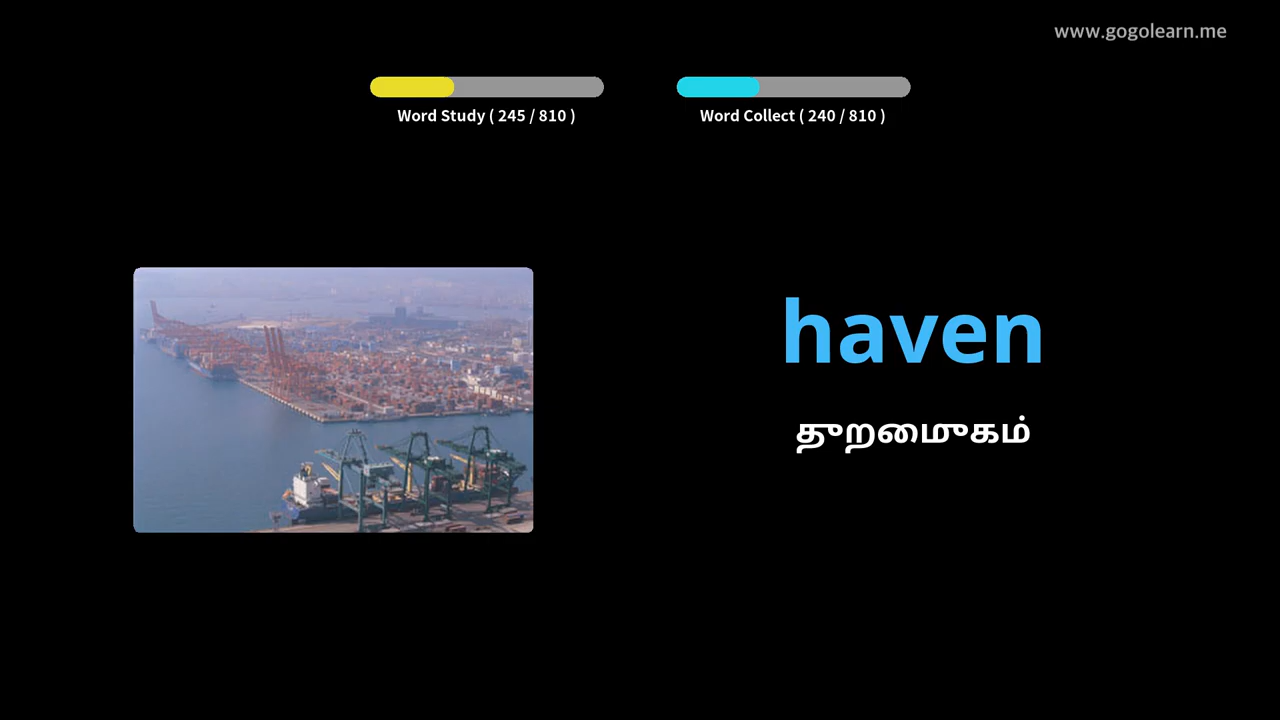 www.gogolearn.me
Word Study ( 245 / 810 )
Word Collect ( 240 / 810 )
haven
துறைமுகம்